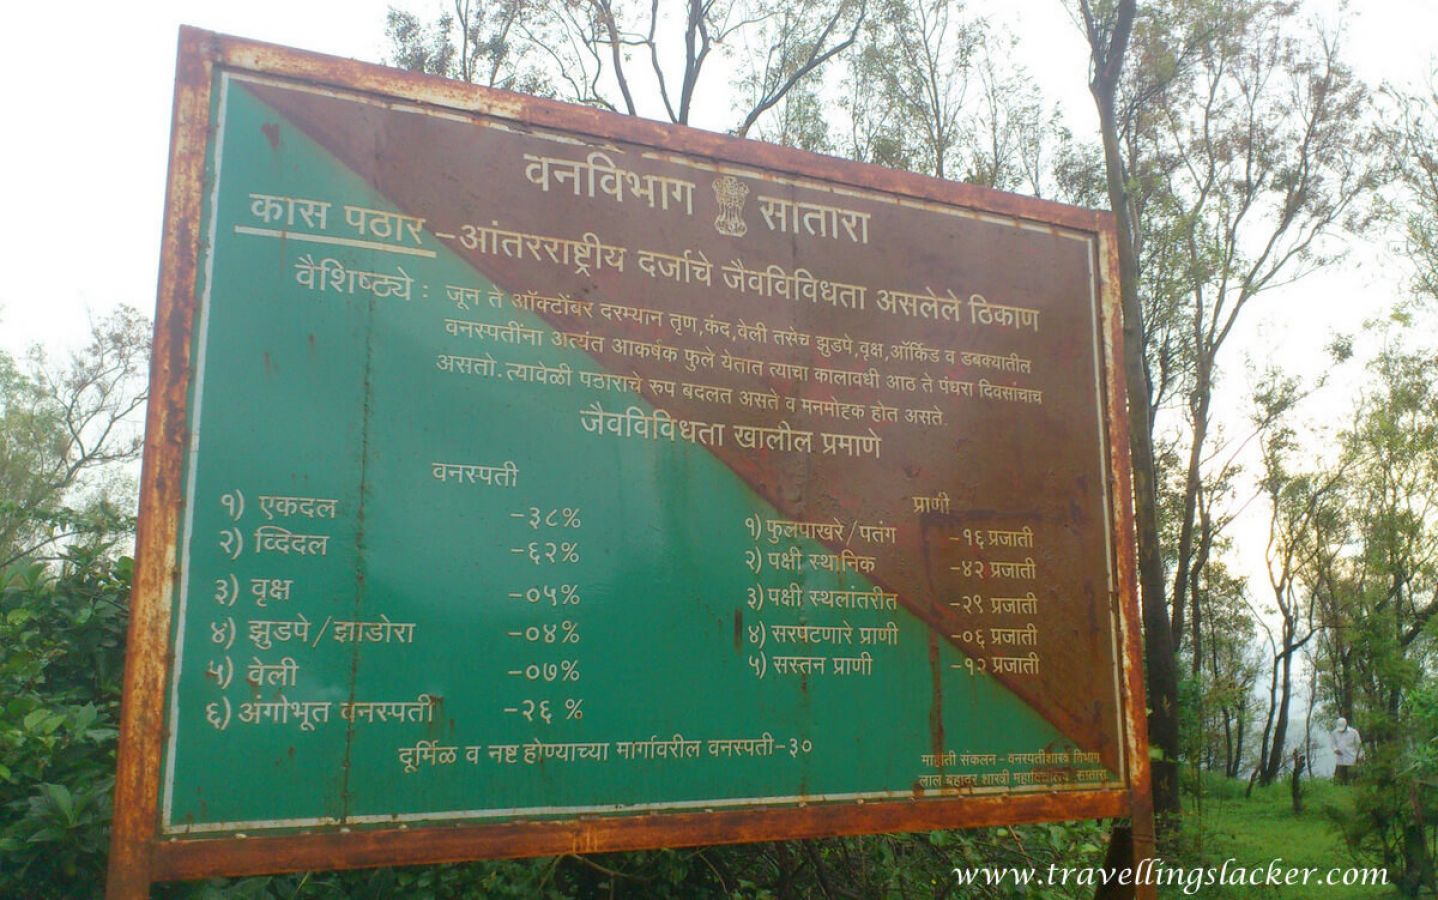 वनविभाग सातारा
कास पठार - आंतरराष्ट्रीय दर्जाचे जैवविविधता असलेले ठिकाण
वैशिष्ट्ये : जून ते ऑक्टोंबर दरम्यान तृण,कंद,वेली तसेच झुडपे,वृक्ष,ऑर्किड व डबक्यातील
वनस्पतींना अत्यंत आकर्षक फुले येतात त्याचा कालावधी आठ ते पंधरा दिवसांचाच
असतो. त्यावेळी पठाराचे रुप बदलत असते व मनमोह्क होत असते.
जैवविविधता खालील प्रमाणे
वनस्पती
१) एकदल -३८%
२) व्दिदल -६२%
३) वृक्ष -०५%
४) झुडपे/झाडोरा -०४%
५) वेली -०७%
६) अंगोभूत वनस्पती -२६ %
प्राणी
१) फुलपाखरे/पतंग -१६ प्रजाती
२) पक्षी स्थानिक -४२ प्रजाती
३) पक्षी स्थलांतरीत -२९ प्रजाती
४) सरपटणारे प्राणी -०६ प्रजाती
५) सस्तन प्राणी -१२ प्रजाती
दूर्मिळ व नष्ट होण्याच्या मार्गावरील वनस्पती-३०
माहिती संकलन - वनस्पतीशास्त्र विभाग
लाल बहादर शास्त्री महाविद्यालय, सातारा.
www.travellingslacker.com